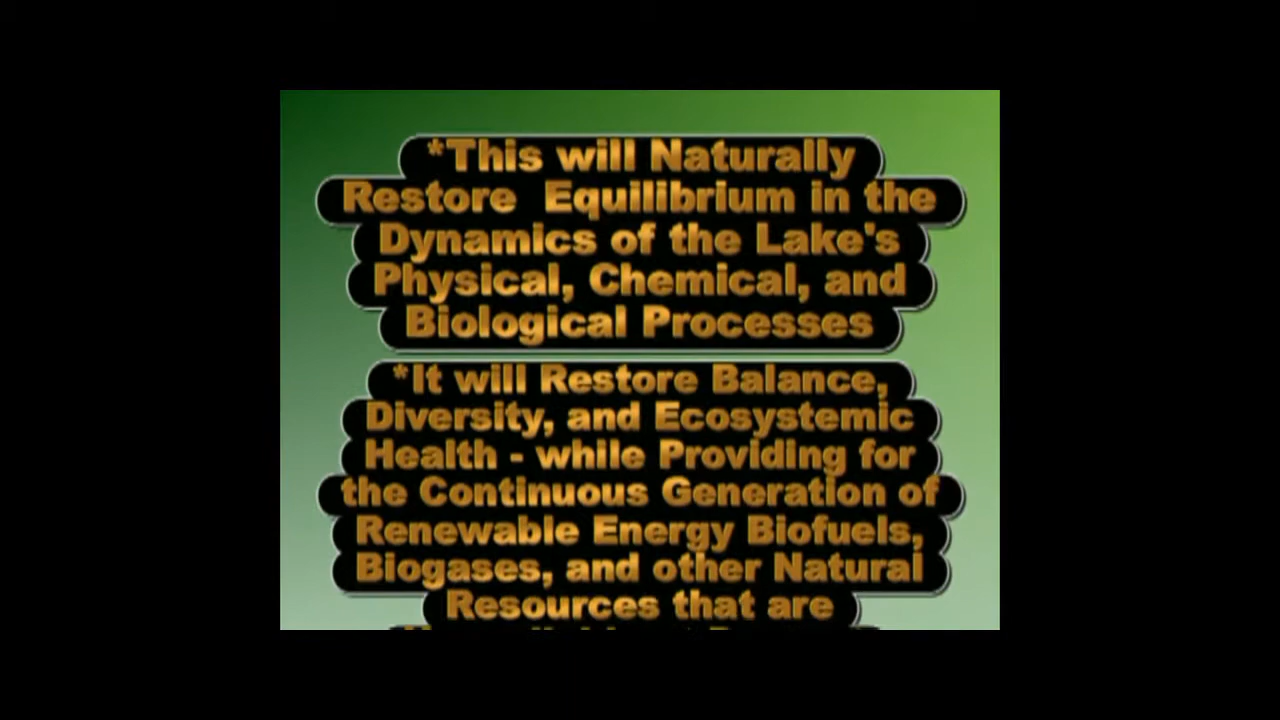 *This will Naturally
Restore Equilibrium in the
Dynamics of the Lake's
Physical, Chemical, and
Biological Processes
*It will Restore Balance,
Diversity, and Ecosystemic
Health - while Providing for
the Continuous Generation of
Renewable Energy Biofuels,
Biogases, and other Natural
Resources that are